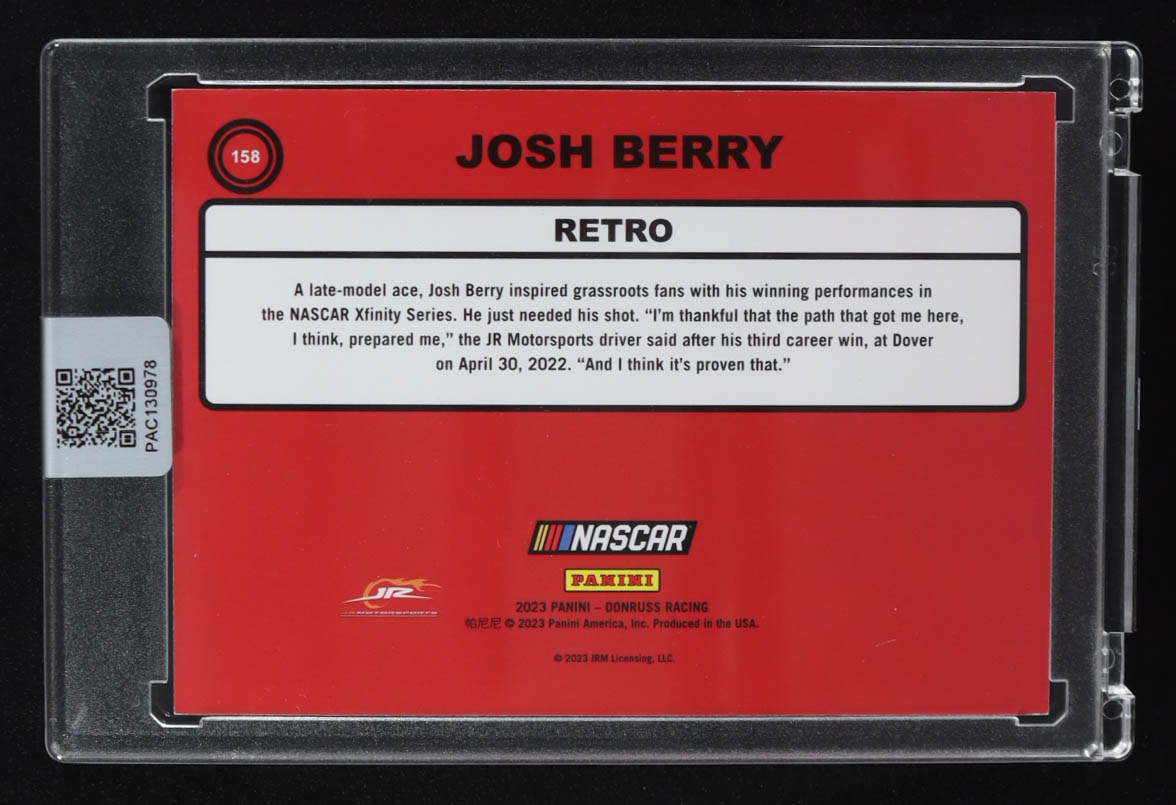 158
JOSH BERRY
RETRO
A late-model ace, Josh Berry inspired grassroots fans with his winning performances in
the NASCAR Xfinity Series. He just needed his shot. “I’m thankful that the path that got me here,
I think, prepared me,” the JR Motorsports driver said after his third career win, at Dover
on April 30, 2022. “And I think it’s proven that.”
PAC130978
NASCAR
PANINI
JR
JRMOTORSPORTS
2023 PANINI – DONRUSS RACING
帕尼尼 © 2023 Panini America, Inc. Produced in the USA.
© 2023 JRM Licensing, LLC.